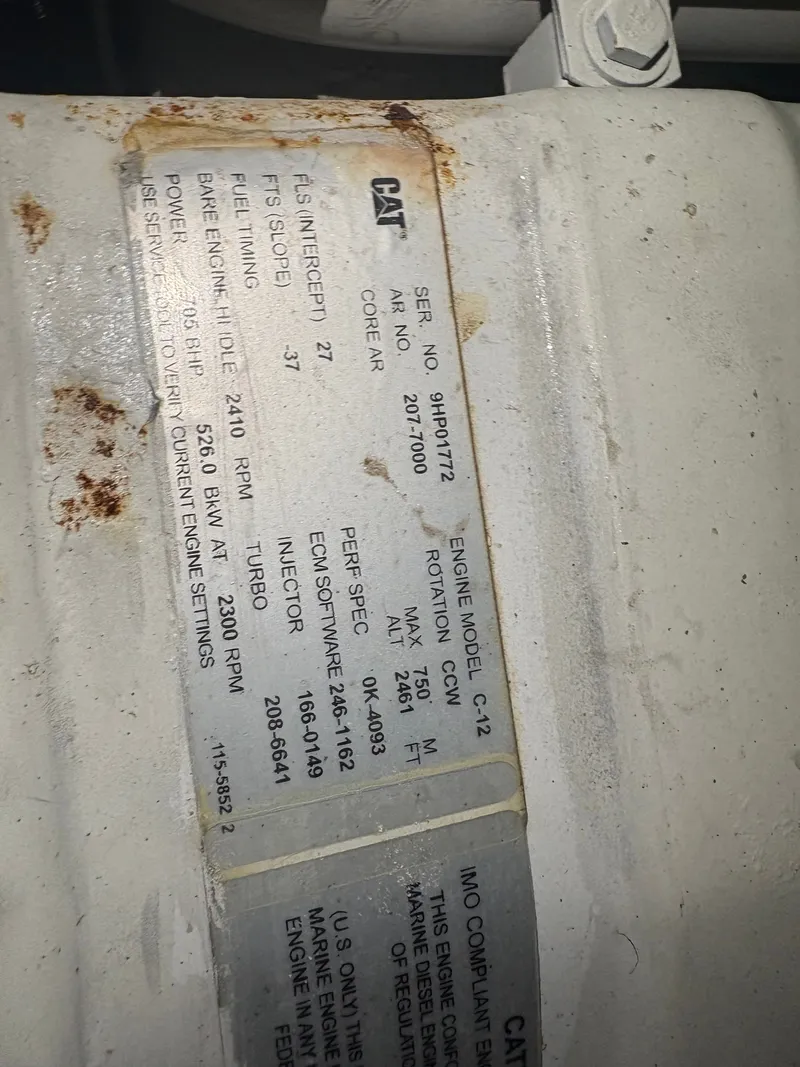 CAT
SER. NO. 9HP01772
AR NO. 207-7000
CORE AR
ENGINE MODEL C-12
ROTATION CCW
MAX 750 M
ALT 2461 FT
FLS (INTERCEPT) 27
FTS (SLOPE) -37
FUEL TIMING
BARE ENGINE HI IDLE 2410 RPM
POWER 705 BHP 526.0 BkW AT 2300 RPM
USE SERVICE TOOL TO VERIFY CURRENT ENGINE SETTINGS
PERF SPEC 0K-4093
ECM SOFTWARE 246-1162
INJECTOR 166-0149
TURBO 208-6641
115-5852 2
CAT
IMO COMPLIANT
THIS ENGINE
MARINE DIESEL
OF
(U.S. ONLY) THIS
MARINE ENGINE
ENGINE IN ANY